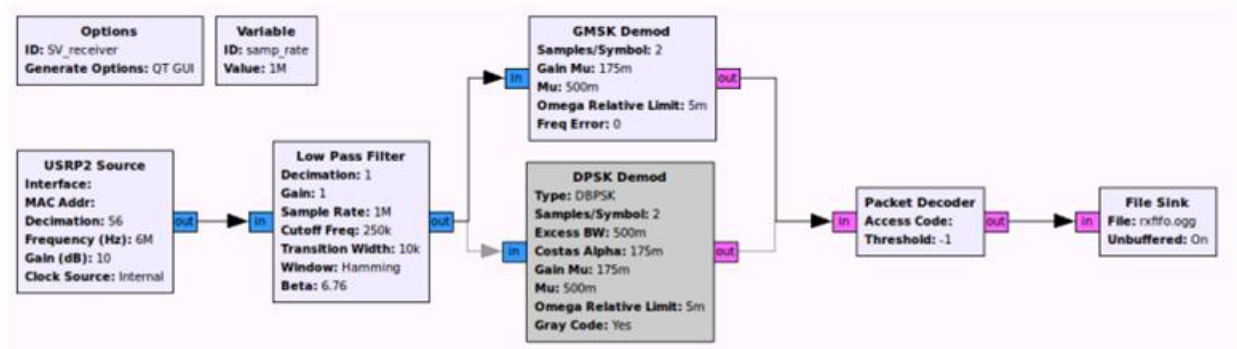 Options
ID: SV_receiver
Generate Options: QT GUI
Variable
ID: samp_rate
Value: 1M
USRP2 Source
Interface:
MAC Addr:
Decimation: 56
Frequency (Hz): 6M
Gain (dB): 10
Clock Source: Internal
out
in
Low Pass Filter
Decimation: 1
Gain: 1
Sample Rate: 1M
Cutoff Freq: 250k
Transition Width: 10k
Window: Hamming
Beta: 6.76
out
in
GMSK Demod
Samples/Symbol: 2
Gain Mu: 175m
Mu: 500m
Omega Relative Limit: 5m
Freq Error: 0
out
in
DPSK Demod
Type: DBPSK
Samples/Symbol: 2
Excess BW: 500m
Costas Alpha: 175m
Gain Mu: 175m
Mu: 500m
Omega Relative Limit: 5m
Gray Code: Yes
out
in
Packet Decoder
Access Code:
Threshold: -1
out
in
File Sink
File: rxfifo.ogg
Unbuffered: On